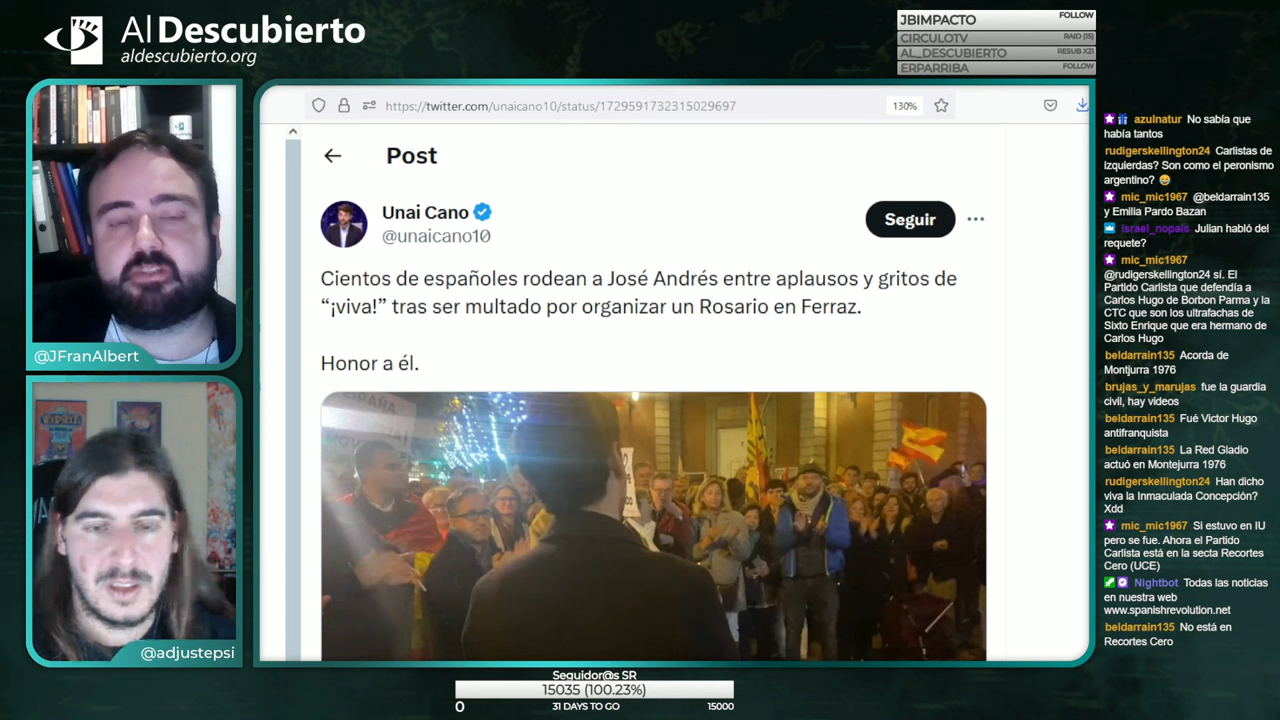 Al Descubierto
aldescubierto.org
JBIMPACTO FOLLOW
CIRCULOTV RAID (15)
AL_DESCUBIERTO RESUB X21
ERPARRIBA FOLLOW
https://twitter.com/unaicano10/status/1729591732315029697
130%
Post
Unai Cano
@unaicano10
Seguir
Cientos de españoles rodean a José Andrés entre aplausos y gritos de
“¡viva!” tras ser multado por organizar un Rosario en Ferraz.
Honor a él.
@JFranAlbert
@adjustepsi
azulnatur No sabía que
había tantos
rudigerskellington24 Carlistas de
izquierdas? Son como el peronismo
argentino? 😂
mic_mic1967 @beldarrain135
y Emilia Pardo Bazan
israel_nopais Julian habló del
requete?
mic_mic1967
@rudigerskellington24 sí. El
Partido Carlista que defendía a
Carlos Hugo de Borbon Parma y la
CTC que son los ultrafachas de
Sixto Enrique que era hermano de
Carlos Hugo
beldarrain135 Acorda de
Montjurra 1976
brujas_y_marujas fue la guardia
civil, hay videos
beldarrain135 Fué Victor Hugo
antifranquista
beldarrain135 La Red Gladio
actuó en Montejurra 1976
rudigerskellington24 Han dicho
viva la Inmaculada Concepción?
Xdd
mic_mic1967 Si estuvo en IU
pero se fue. Ahora el Partido
Carlista está en la secta Recortes
Cero (UCE)
Nightbot Todas las noticias
en nuestra web
www.spanishrevolution.net
beldarrain135 No está en
Recortes Cero
Seguidor@s SR
15035 (100.23%)
0 31 DAYS TO GO 15000